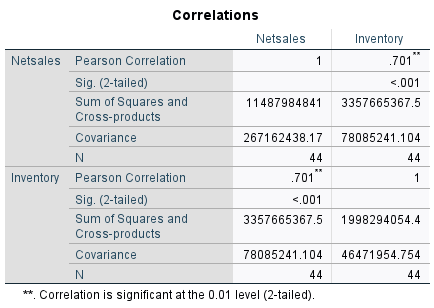 Correlations
Netsales Inventory
Netsales Pearson Correlation 1 .701**
Sig. (2-tailed) <.001
Sum of Squares and Cross-products 11487984841 3357665367.5
Covariance 267162438.17 78085241.104
N 44 44
Inventory Pearson Correlation .701** 1
Sig. (2-tailed) <.001
Sum of Squares and Cross-products 3357665367.5 1998294054.4
Covariance 78085241.104 46471954.754
N 44 44
**. Correlation is significant at the 0.01 level (2-tailed).